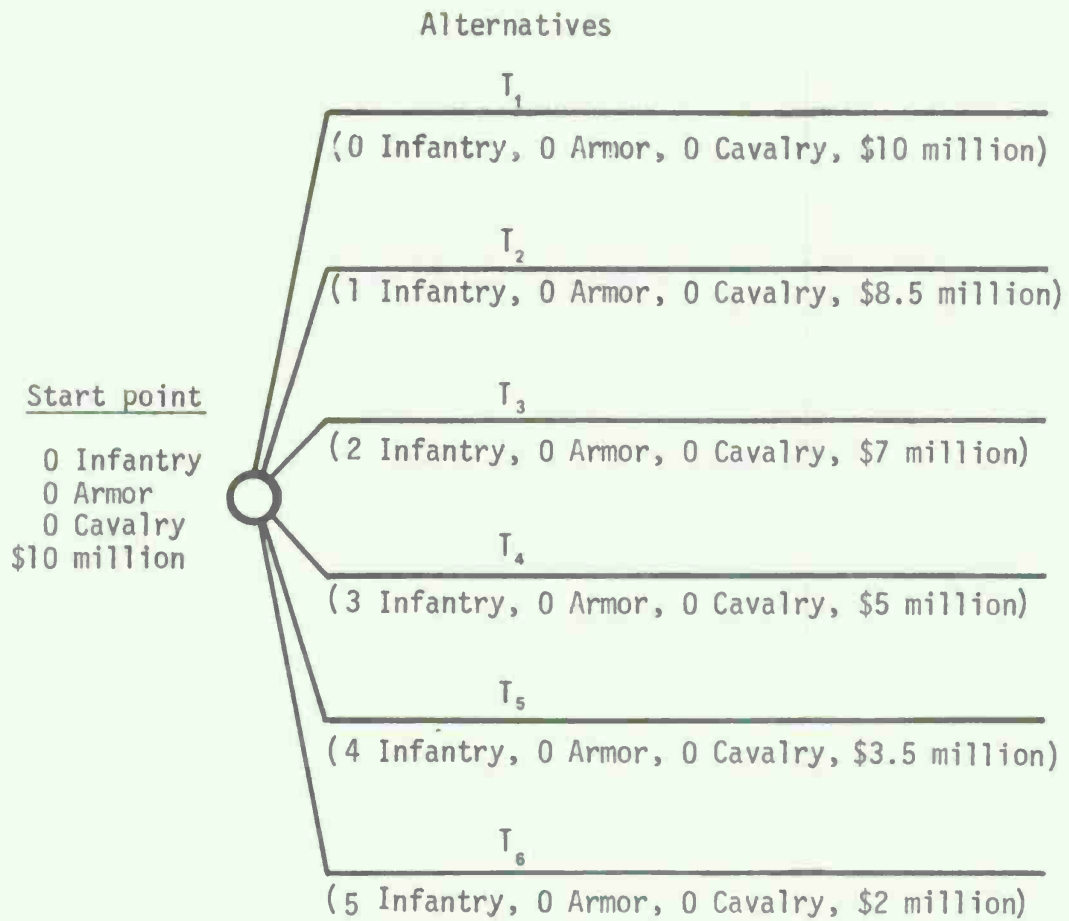 Alternatives
T₁
(0 Infantry, 0 Armor, 0 Cavalry, $10 million)
T₂
(1 Infantry, 0 Armor, 0 Cavalry, $8.5 million)
Start point
0 Infantry
0 Armor
0 Cavalry
$10 million
T₃
(2 Infantry, 0 Armor, 0 Cavalry, $7 million)
T₄
(3 Infantry, 0 Armor, 0 Cavalry, $5 million)
T₅
(4 Infantry, 0 Armor, 0 Cavalry, $3.5 million)
T₆
(5 Infantry, 0 Armor, 0 Cavalry, $2 million)